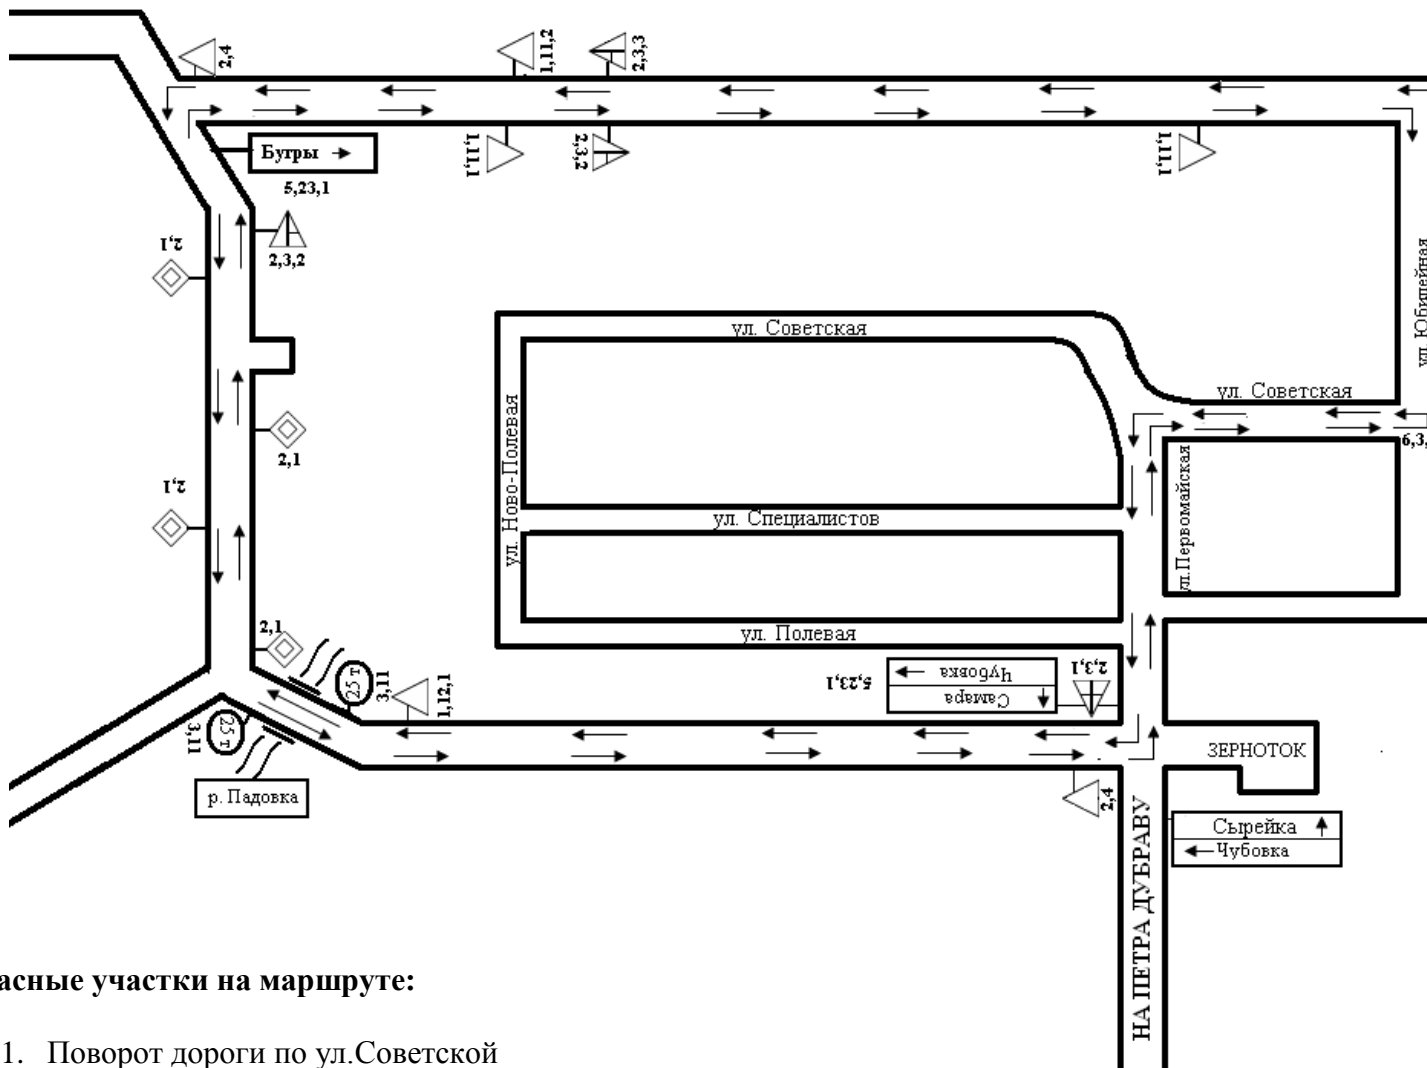 2,4
1,11,2
2,3,3
Бугры
5,23,1
1,11,1
2,3,2
1,11,1
2,1
2,3,2
ул. Юбилейная
ул. Советская
ул. Советская
6,3,
2,1
ул. Ново-Полевая
ул.Первомайская
2,1
ул. Специалистов
2,1
ул. Полевая
25 т
3,11
1,12,1
5,23,1
Чубовка
Самара
2,3,1
25 т
3,11
р. Падовка
ЗЕРНОТОК
2,4
НА ПЕТРА ДУБРАВУ
Сырейка
Чубовка
асные участки на маршруте:
1. Поворот дороги по ул.Советской